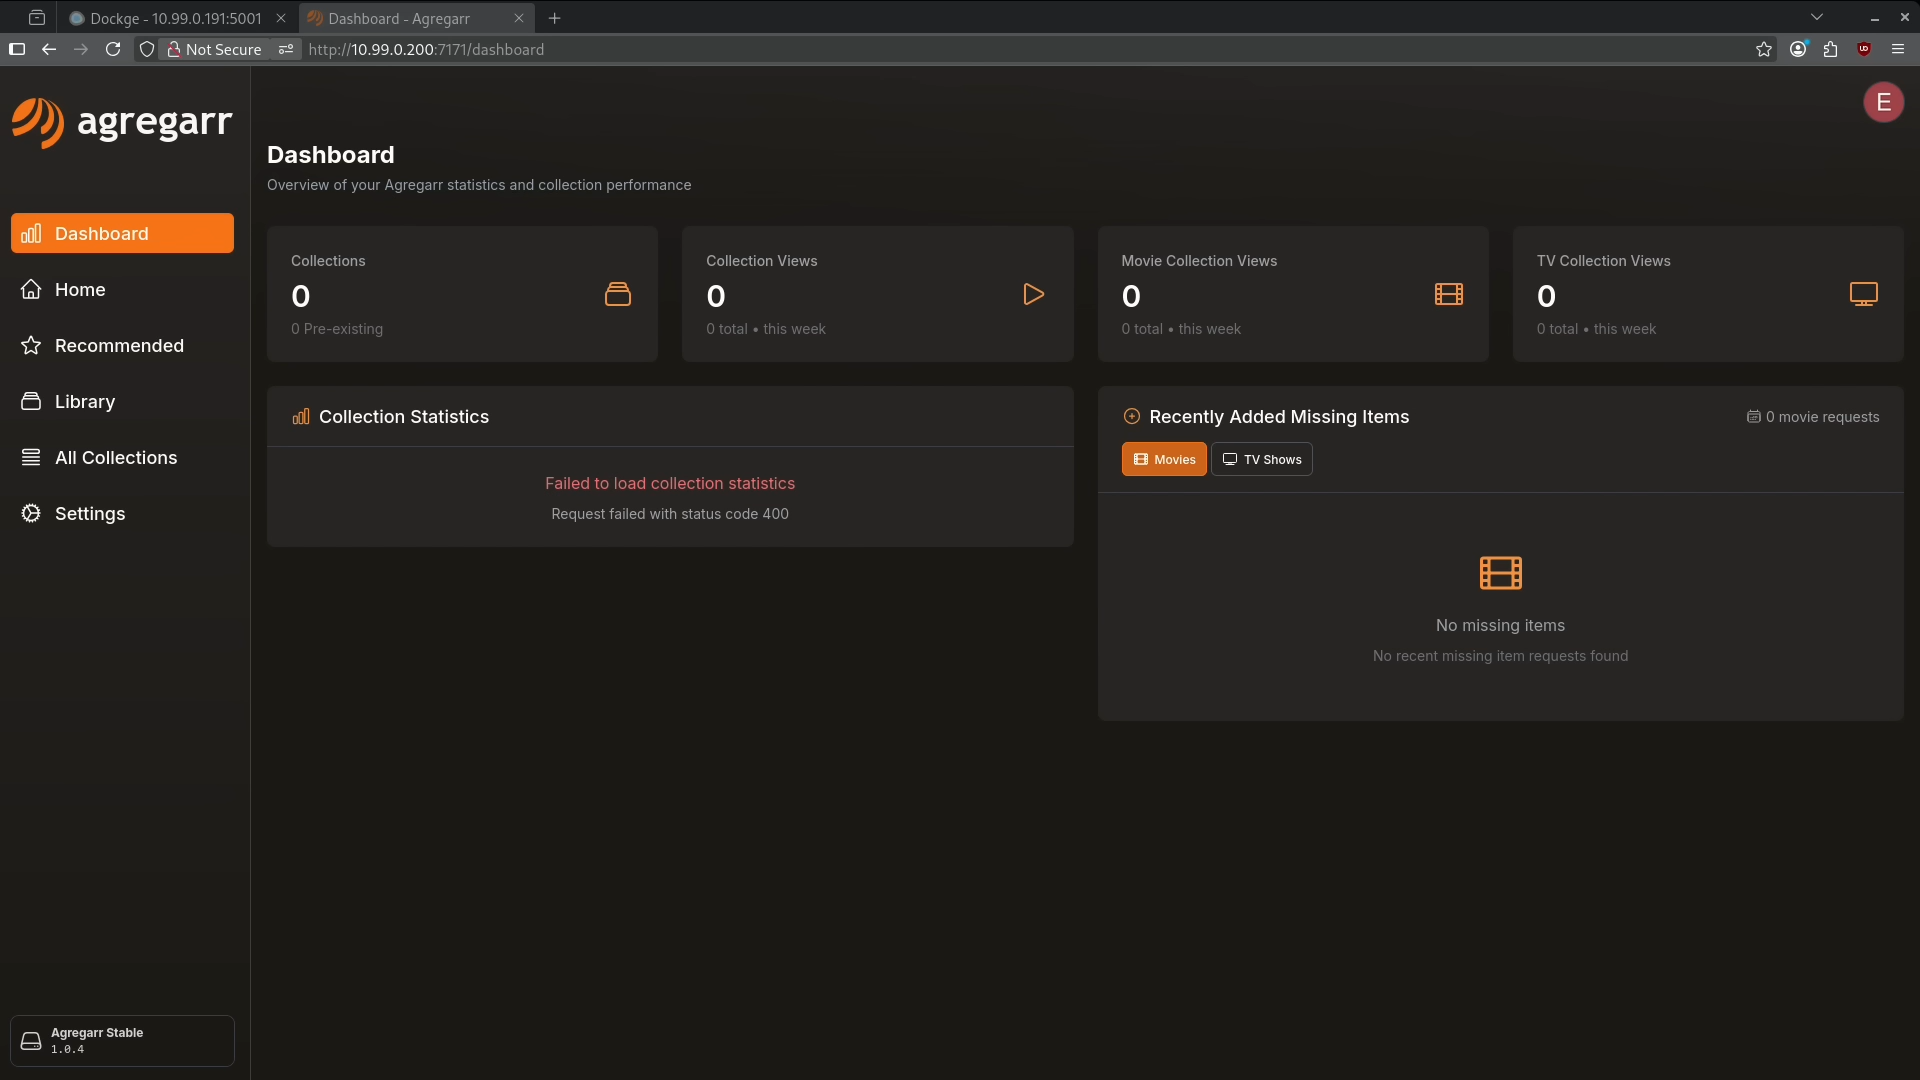 Dockge - 10.99.0.191:5001
Dashboard - Agregarr
Not Secure
http://10.99.0.200:7171/dashboard
agregarr
E
Dashboard
Home
Recommended
Library
All Collections
Settings
Agregarr Stable
1.0.4
Dashboard
Overview of your Agregarr statistics and collection performance
Collections
0
0 Pre-existing
Collection Views
0
0 total • this week
Movie Collection Views
0
0 total • this week
TV Collection Views
0
0 total • this week
Collection Statistics
Failed to load collection statistics
Request failed with status code 400
Recently Added Missing Items
0 movie requests
Movies
TV Shows
No missing items
No recent missing item requests found